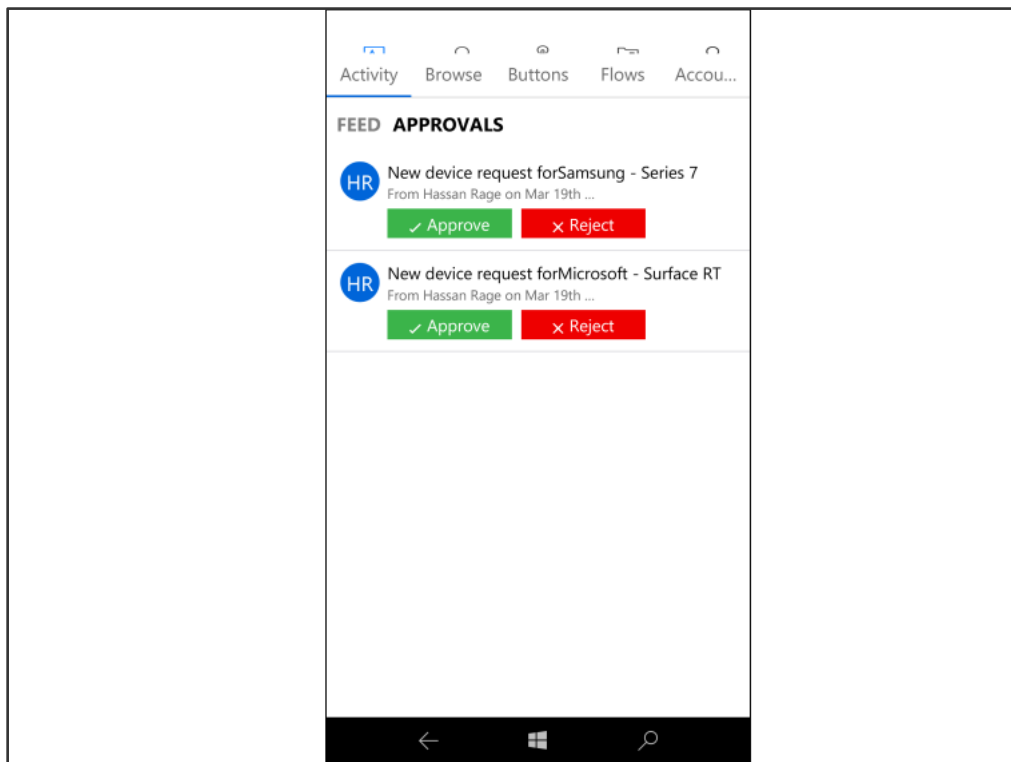 Activity Browse Buttons Flows Accou...
FEED APPROVALS
HR
New device request forSamsung - Series 7
From Hassan Rage on Mar 19th ...
Approve Reject
HR
New device request forMicrosoft - Surface RT
From Hassan Rage on Mar 19th ...
Approve Reject